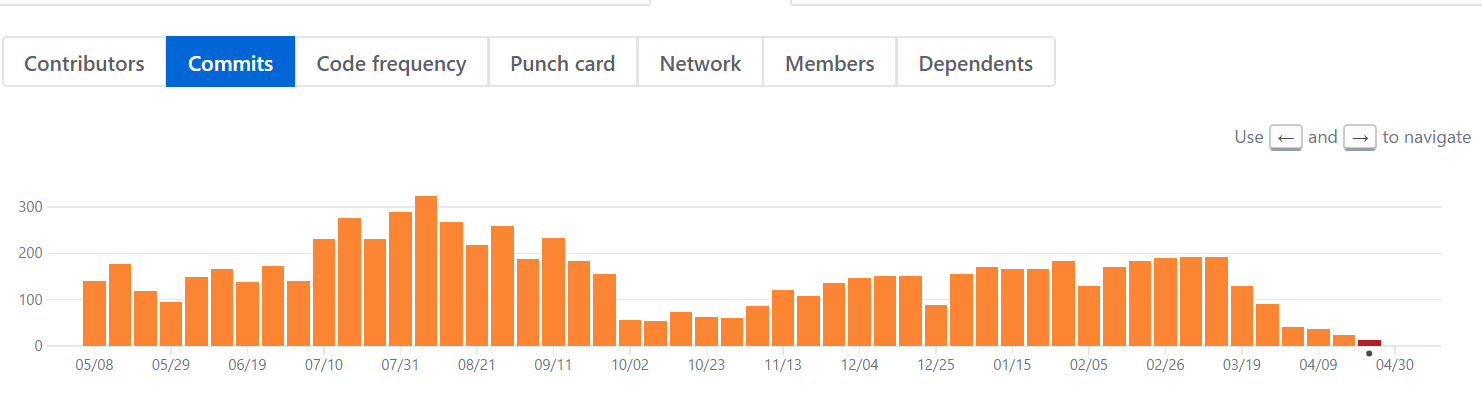 Contributors Commits Code frequency Punch card Network Members Dependents
Use ← and → to navigate
300
200
100
0
05/08 05/29 06/19 07/10 07/31 08/21 09/11 10/02 10/23 11/13 12/04 12/25 01/15 02/05 02/26 03/19 04/09 04/30